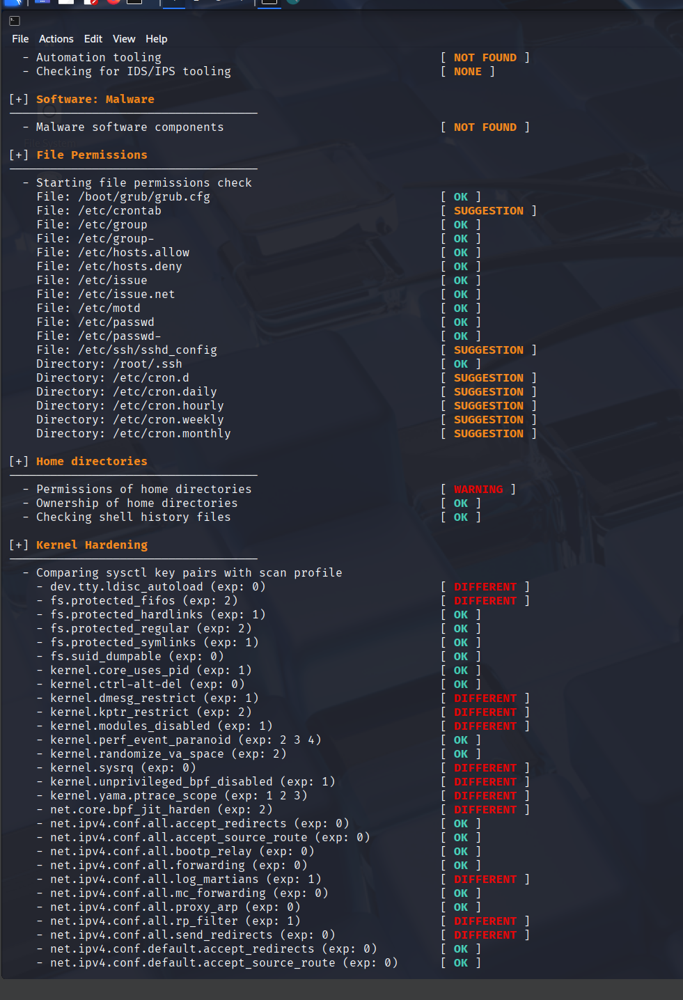 File Actions Edit View Help
- Automation tooling [ NOT FOUND ]
- Checking for IDS/IPS tooling [ NONE ]
[+] Software: Malware
- Malware software components [ NOT FOUND ]
[+] File Permissions
- Starting file permissions check
File: /boot/grub/grub.cfg [ OK ]
File: /etc/crontab [ SUGGESTION ]
File: /etc/group [ OK ]
File: /etc/group- [ OK ]
File: /etc/hosts.allow [ OK ]
File: /etc/hosts.deny [ OK ]
File: /etc/issue [ OK ]
File: /etc/issue.net [ OK ]
File: /etc/motd [ OK ]
File: /etc/passwd [ OK ]
File: /etc/passwd- [ OK ]
File: /etc/ssh/sshd_config [ SUGGESTION ]
Directory: /root/.ssh [ OK ]
Directory: /etc/cron.d [ SUGGESTION ]
Directory: /etc/cron.daily [ SUGGESTION ]
Directory: /etc/cron.hourly [ SUGGESTION ]
Directory: /etc/cron.weekly [ SUGGESTION ]
Directory: /etc/cron.monthly [ SUGGESTION ]
[+] Home directories
- Permissions of home directories [ WARNING ]
- Ownership of home directories [ OK ]
- Checking shell history files [ OK ]
[+] Kernel Hardening
- Comparing sysctl key pairs with scan profile
- dev.tty.ldisc_autoload (exp: 0) [ DIFFERENT ]
- fs.protected_fifos (exp: 2) [ DIFFERENT ]
- fs.protected_hardlinks (exp: 1) [ OK ]
- fs.protected_regular (exp: 2) [ OK ]
- fs.protected_symlinks (exp: 1) [ OK ]
- fs.suid_dumpable (exp: 0) [ OK ]
- kernel.core_uses_pid (exp: 1) [ OK ]
- kernel.ctrl-alt-del (exp: 0) [ OK ]
- kernel.dmesg_restrict (exp: 1) [ DIFFERENT ]
- kernel.kptr_restrict (exp: 2) [ DIFFERENT ]
- kernel.modules_disabled (exp: 1) [ DIFFERENT ]
- kernel.perf_event_paranoid (exp: 2 3 4) [ OK ]
- kernel.randomize_va_space (exp: 2) [ OK ]
- kernel.sysrq (exp: 0) [ DIFFERENT ]
- kernel.unprivileged_bpf_disabled (exp: 1) [ DIFFERENT ]
- kernel.yama.ptrace_scope (exp: 1 2 3) [ DIFFERENT ]
- net.core.bpf_jit_harden (exp: 2) [ DIFFERENT ]
- net.ipv4.conf.all.accept_redirects (exp: 0) [ OK ]
- net.ipv4.conf.all.accept_source_route (exp: 0) [ OK ]
- net.ipv4.conf.all.bootp_relay (exp: 0) [ OK ]
- net.ipv4.conf.all.forwarding (exp: 0) [ OK ]
- net.ipv4.conf.all.log_martians (exp: 1) [ DIFFERENT ]
- net.ipv4.conf.all.mc_forwarding (exp: 0) [ OK ]
- net.ipv4.conf.all.proxy_arp (exp: 0) [ OK ]
- net.ipv4.conf.all.rp_filter (exp: 1) [ DIFFERENT ]
- net.ipv4.conf.all.send_redirects (exp: 0) [ DIFFERENT ]
- net.ipv4.conf.default.accept_redirects (exp: 0) [ OK ]
- net.ipv4.conf.default.accept_source_route (exp: 0) [ OK ]